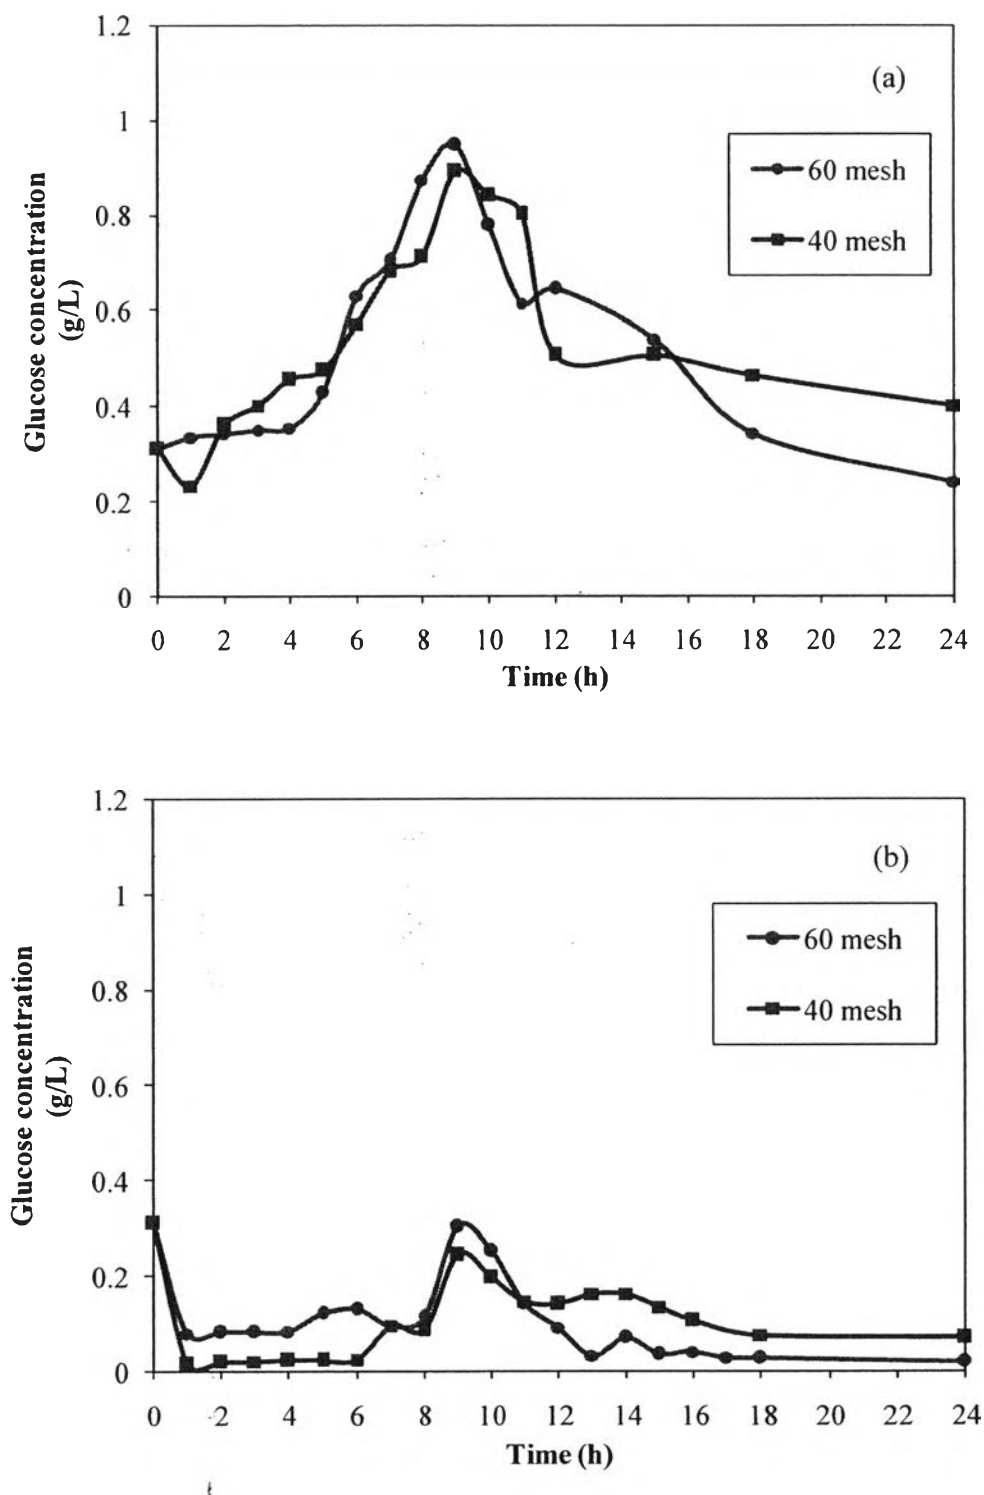 1.2
(a)
1
60 mesh
0.8
40 mesh
Glucose concentration
(g/L)
0.6
0.4
0.2
0
0 2 4 6 8 10 12 14 16 18 20 22 24
Time (h)
1.2
(b)
1
60 mesh
0.8
40 mesh
Glucose concentration
(g/L)
0.6
0.4
0.2
0
0 2 4 6 8 10 12 14 16 18 20 22 24
Time (h)